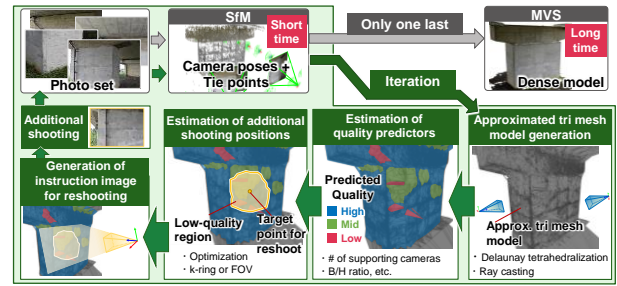 SfM
MVS
Short
time
Only one last
Long
time
Photo set
Camera poses +
Tie points
Dense model
Iteration
Additional
shooting
Estimation of additional
shooting positions
Estimation of
quality predictors
Approximated tri mesh
model generation
Generation of
instruction image
for reshooting
Predicted
Quality
High
Mid
Low
Low-quality
region
Target
point for
reshoot
Approx. tri mesh
model
• Optimization
• k-ring or FOV
• # of supporting cameras
• B/H ratio, etc.
• Delaunay tetrahedralization
• Ray casting